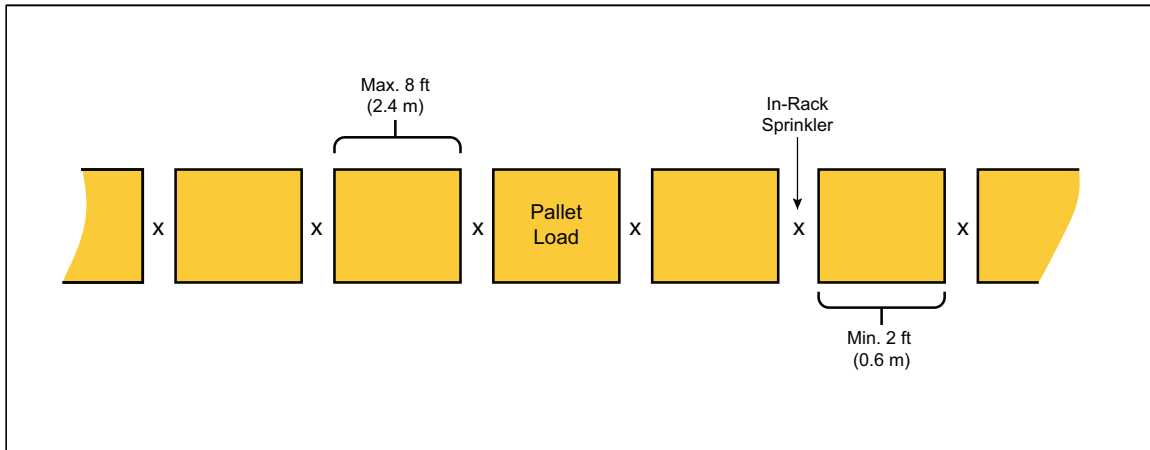 Max. 8 ft
(2.4 m)
In-Rack
Sprinkler
x
x
x
Pallet
Load
x
x
x
Min. 2 ft
(0.6 m)